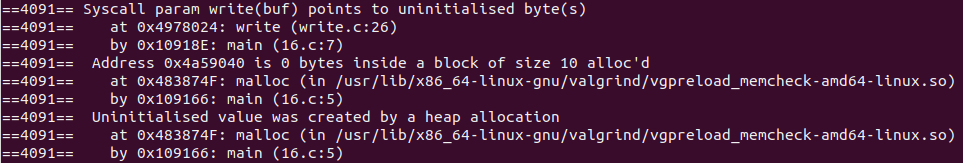 ==4091== Syscall param write(buf) points to uninitialised byte(s)
==4091==    at 0x4978024: write (write.c:26)
==4091==    by 0x10918E: main (16.c:7)
==4091==  Address 0x4a59040 is 0 bytes inside a block of size 10 alloc'd
==4091==    at 0x483874F: malloc (in /usr/lib/x86_64-linux-gnu/valgrind/vgpreload_memcheck-amd64-linux.so)
==4091==    by 0x109166: main (16.c:5)
==4091==  Uninitialised value was created by a heap allocation
==4091==    at 0x483874F: malloc (in /usr/lib/x86_64-linux-gnu/valgrind/vgpreload_memcheck-amd64-linux.so)
==4091==    by 0x109166: main (16.c:5)